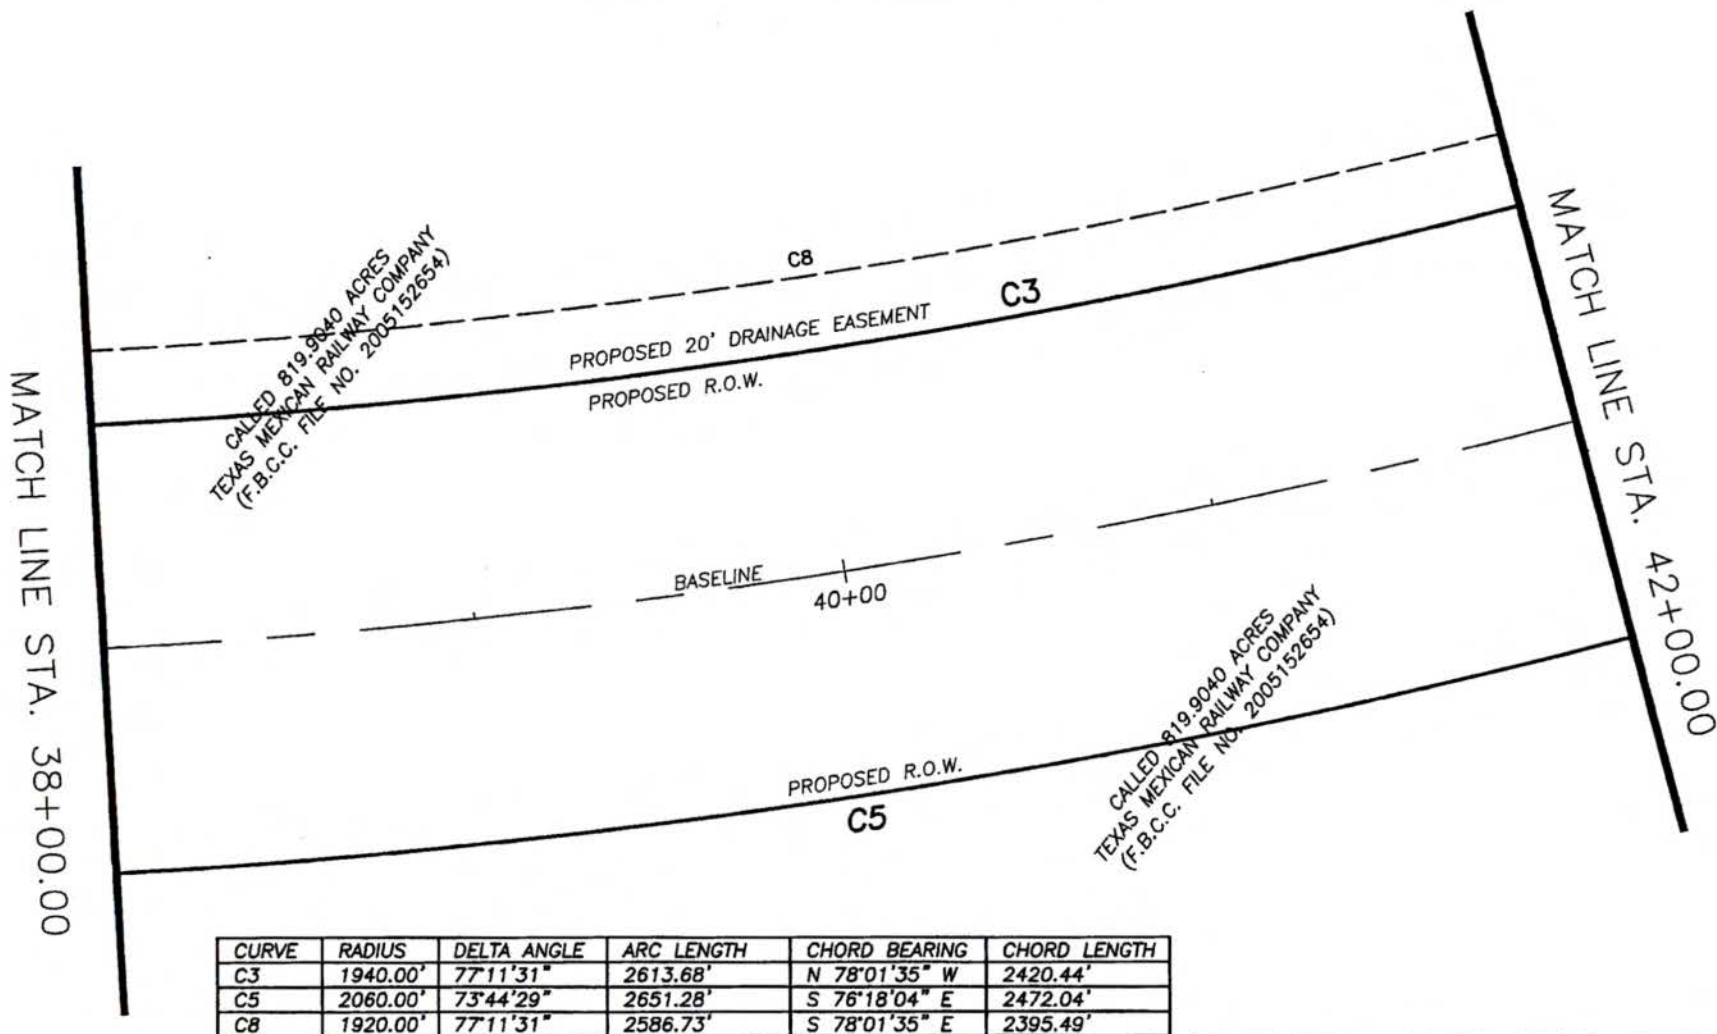 MATCH LINE STA. 38+00.00
CALLED 819.9040 ACRES
TEXAS MEXICAN RAILWAY COMPANY
(F.B.C.C. FILE NO. 2005152654)
C8
PROPOSED 20' DRAINAGE EASEMENT
C3
PROPOSED R.O.W.
MATCH LINE STA. 42+00.00
BASELINE
40+00
CALLED 819.9040 ACRES
TEXAS MEXICAN RAILWAY COMPANY
(F.B.C.C. FILE NO. 2005152654)
PROPOSED R.O.W.
C5
CURVE RADIUS DELTA ANGLE ARC LENGTH CHORD BEARING CHORD LENGTH
C3 1940.00' 77°11'31" 2613.68' N 78°01'35" W 2420.44'
C5 2060.00' 73°44'29" 2651.28' S 76°18'04" E 2472.04'
C8 1920.00' 77°11'31" 2586.73' S 78°01'35" E 2395.49'